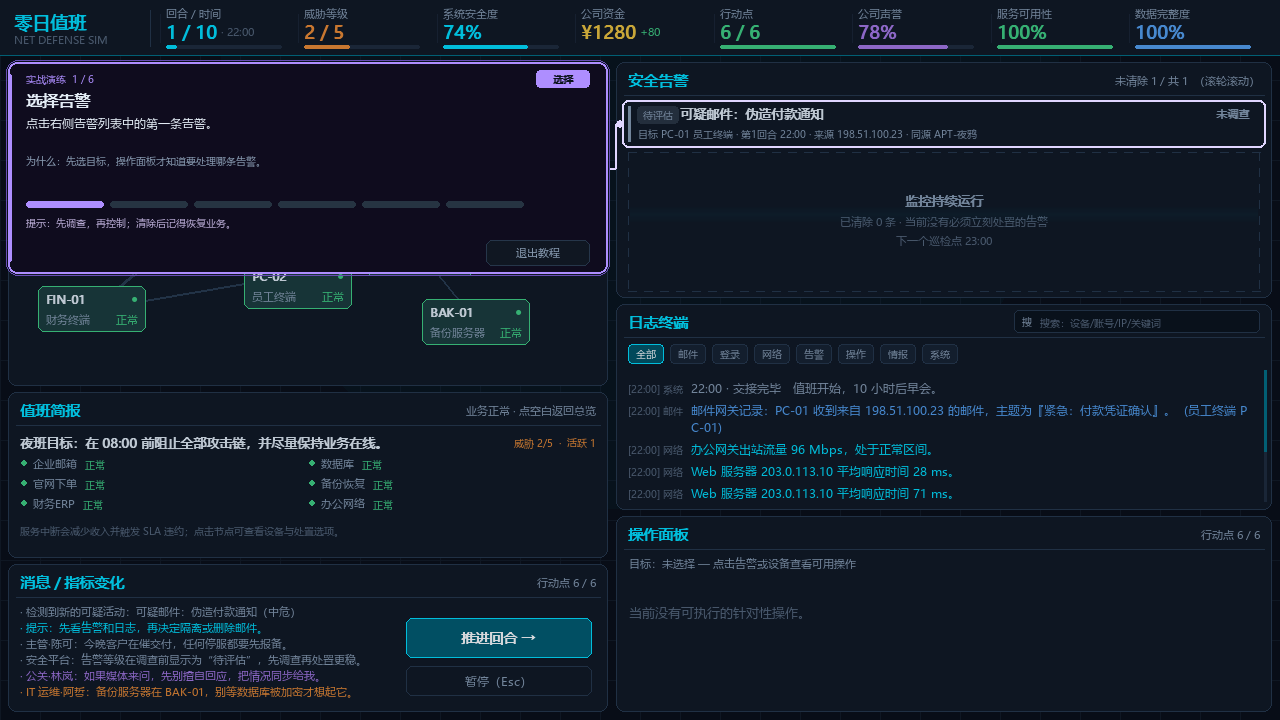 零日值班
NET DEFENSE SIM
回合 / 时间
1 / 10 · 22:00
威胁等级
2 / 5
系统安全度
74%
公司资金
¥1280 +80
行动点
6 / 6
公司声誉
78%
服务可用性
100%
数据完整度
100%
实战演练 1 / 6
选择
选择告警
点击右侧告警列表中的第一条告警。
为什么：先选目标，操作面板才知道要处理哪条告警。
提示：先调查，再控制；清除后记得恢复业务。
退出教程
FIN-01
财务终端 正常
PC-02
员工终端 正常
BAK-01
备份服务器 正常
值班简报
业务正常 · 点空白返回总览
夜班目标：在 08:00 前阻止全部攻击链，并尽量保持业务在线。
威胁 2/5 · 活跃 1
企业邮箱 正常
数据库 正常
官网下单 正常
备份恢复 正常
财务ERP 正常
办公网络 正常
服务中断会减少收入并触发 SLA 违约；点击节点可查看设备与处置选项。
消息 / 指标变化
行动点 6 / 6
· 检测到新的可疑活动：可疑邮件：伪造付款通知（中危）
· 提示：先看告警和日志，再决定隔离或删除邮件。
· 主管·陈可：今晚客户在催交付，任何停服都要先报备。
· 安全平台：告警等级在调查前显示为“待评估”，先调查再处置更稳。
· 公关·林岚：如果媒体来问，先别擅自回应，把情况同步给我。
· IT 运维·阿哲：备份服务器在 BAK-01，别等数据库被加密才想起它。
推进回合 →
暂停（Esc）
安全告警
未清除 1 / 共 1 （滚轮滚动）
待评估 可疑邮件：伪造付款通知
未调查
目标 PC-01 员工终端 · 第1回合 22:00 · 来源 198.51.100.23 · 同源 APT-夜鸦
监控持续运行
已清除 0 条 · 当前没有必须立刻处置的告警
下一个巡检点 23:00
日志终端
搜 搜索：设备/账号/IP/关键词
全部 邮件 登录 网络 告警 操作 情报 系统
[22:00] 系统 22:00 · 交接完毕 值班开始，10 小时后早会。
[22:00] 邮件 邮件网关记录：PC-01 收到来自 198.51.100.23 的邮件，主题为『紧急：付款凭证确认』。（员工终端 P
C-01）
[22:00] 网络 办公网关出站流量 96 Mbps，处于正常区间。
[22:00] 网络 Web 服务器 203.0.113.10 平均响应时间 28 ms。
[22:00] 网络 Web 服务器 203.0.113.10 平均响应时间 71 ms。
操作面板
行动点 6 / 6
目标：未选择 — 点击告警或设备查看可用操作
当前没有可执行的针对性操作。